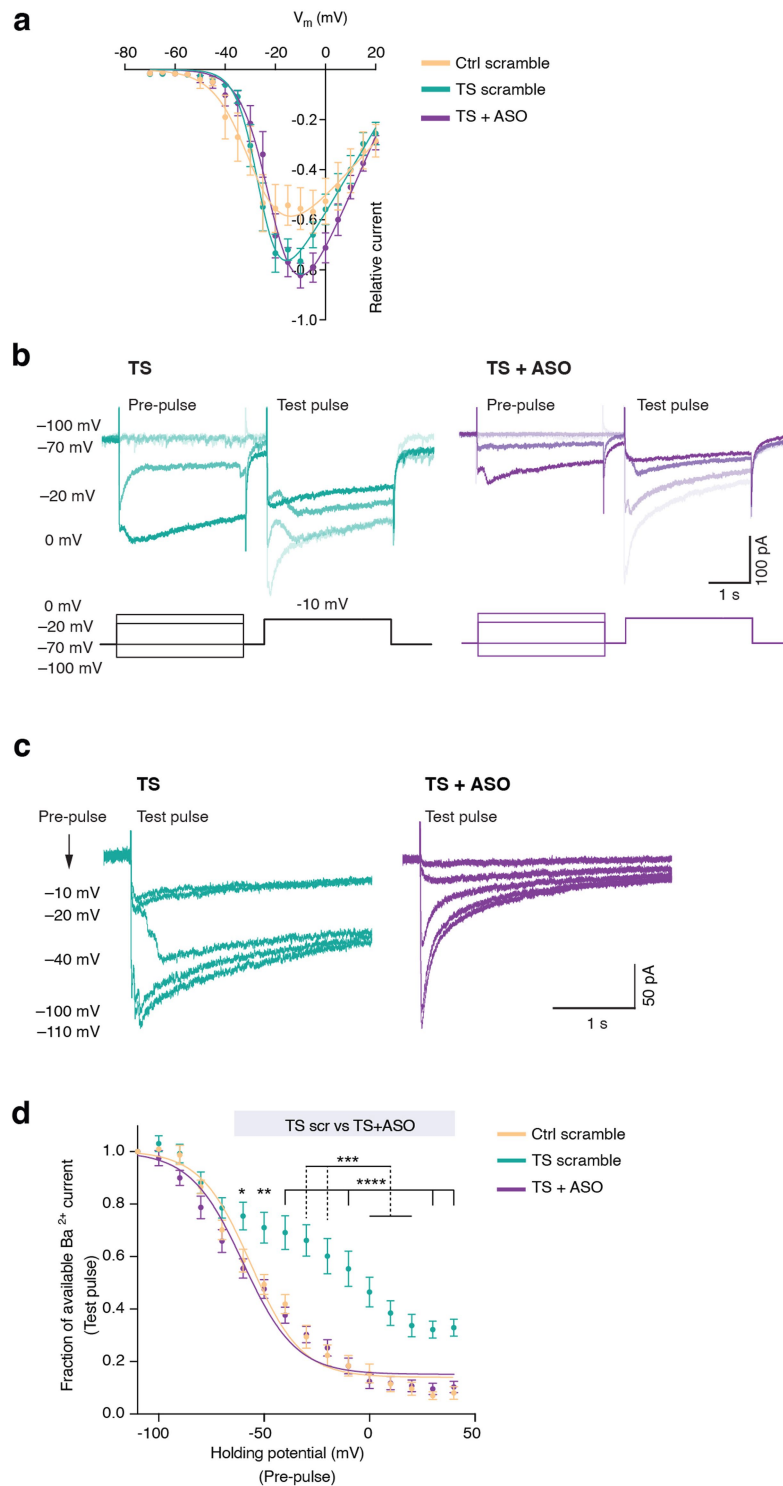 a
V_m (mV)
-80 -60 -40 -20 0 20
-0.2
-0.4
-0.6
-0.8
-1.0
Relative current
Ctrl scramble
TS scramble
TS + ASO
b
TS
TS + ASO
Pre-pulse Test pulse
Pre-pulse Test pulse
–100 mV
–70 mV
–20 mV
0 mV
100 pA
1 s
0 mV
–20 mV
–70 mV
–100 mV
-10 mV
c
TS
TS + ASO
Pre-pulse
Test pulse
Test pulse
-10 mV
–20 mV
–40 mV
–100 mV
–110 mV
50 pA
1 s
d
TS scr vs TS+ASO
Ctrl scramble
TS scramble
TS + ASO
* ** *** ****
1.0
0.8
0.6
0.4
0.2
0.0
Fraction of available Ba 2+ current
(Test pulse)
-100 -50 0 50
Holding potential (mV)
(Pre-pulse)